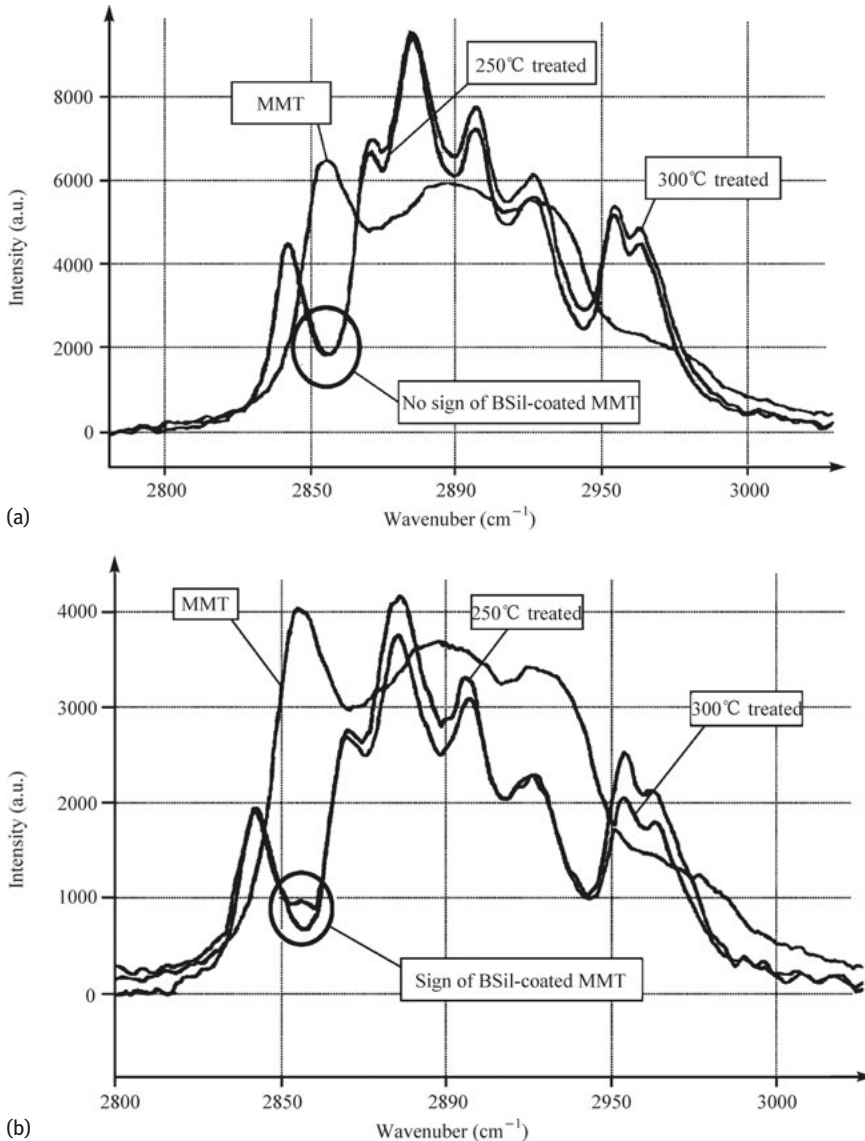 8000
6000
4000
2000
0
Intensity (a.u.)
MMT
250℃ treated
300℃ treated
No sign of BSil-coated MMT
2800
2850
2890
2950
3000
Wavenuber (cm⁻¹)
(a)
4000
3000
2000
1000
0
Intensity (a.u.)
MMT
250℃ treated
300℃ treated
Sign of BSil-coated MMT
2800
2850
2890
2950
3000
Wavenuber (cm⁻¹)
(b)